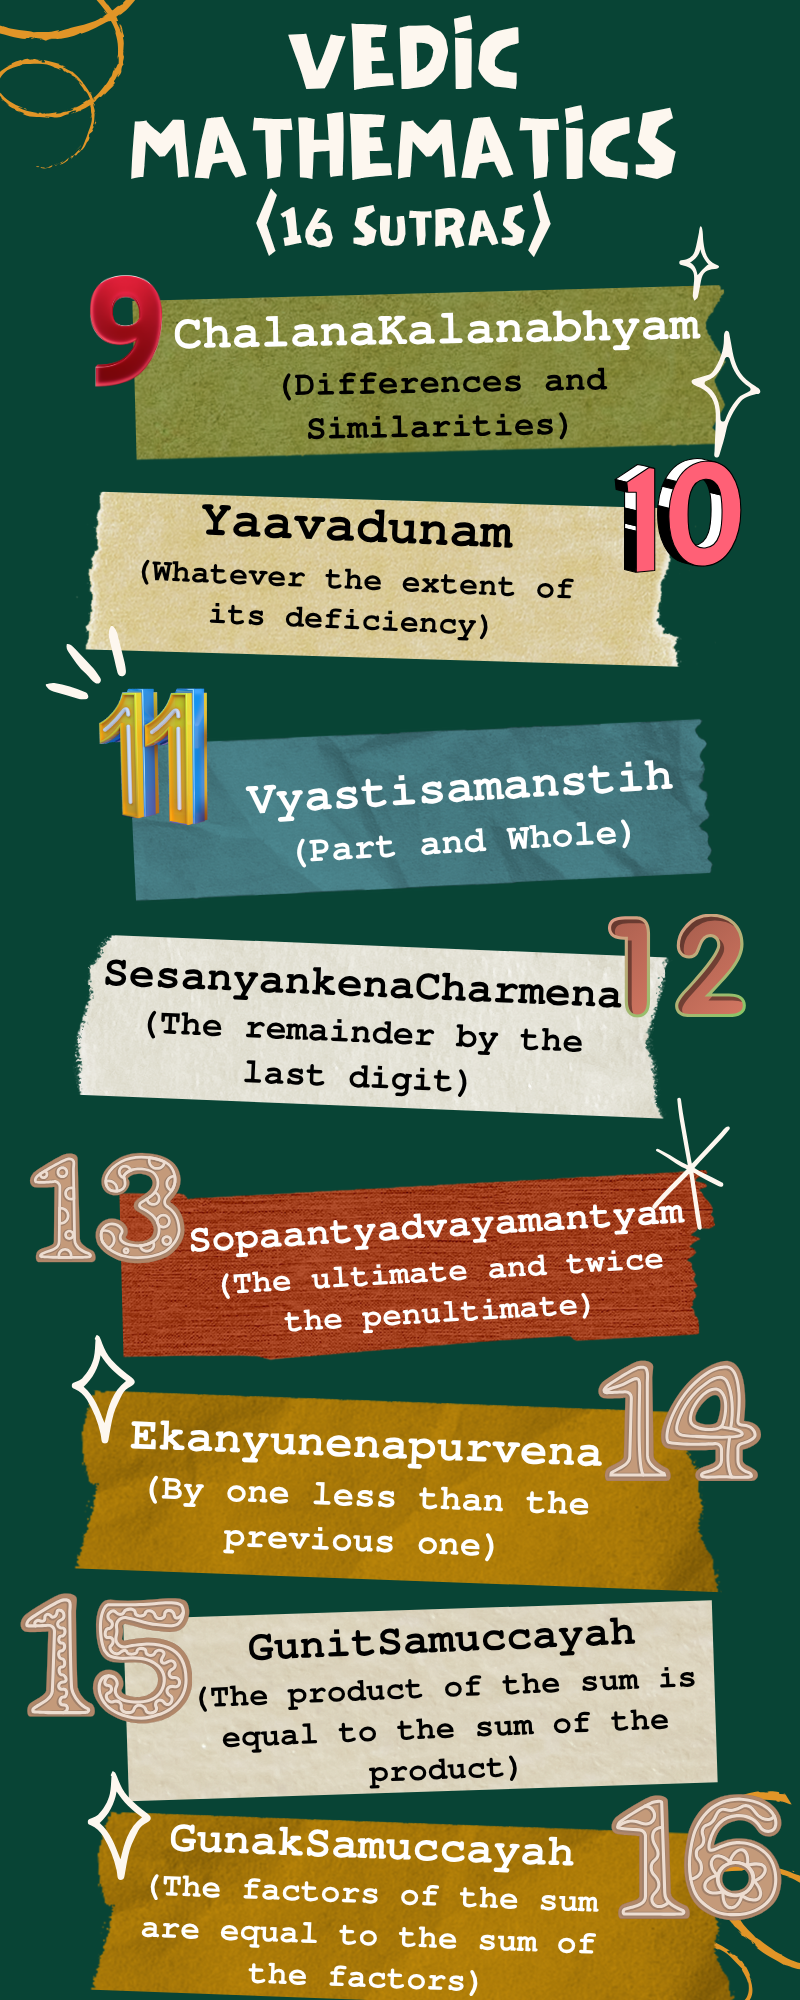 VEDiC
MATHEMATiCS
(16 SUTRAS)
9
ChalanaKalanabhyam
(Differences and
Similarities)
10
Yaavadunam
(Whatever the extent of
its deficiency)
11
Vyastisamanstih
(Part and Whole)
12
SesanyankenaCharmena
(The remainder by the
last digit)
13
Sopaantyadvayamantyam
(The ultimate and twice
the penultimate)
14
Ekanyunenapurvena
(By one less than the
previous one)
15
GunitSamuccayah
(The product of the sum is
equal to the sum of the
product)
16
GunakSamuccayah
(The factors of the sum
are equal to the sum of
the factors)